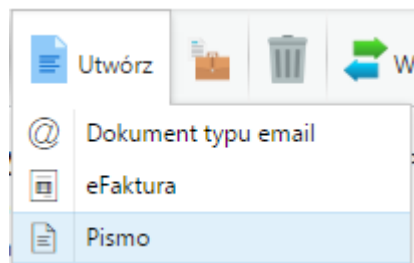 Utwórz
W
@ Dokument typu email
eFaktura
Pismo